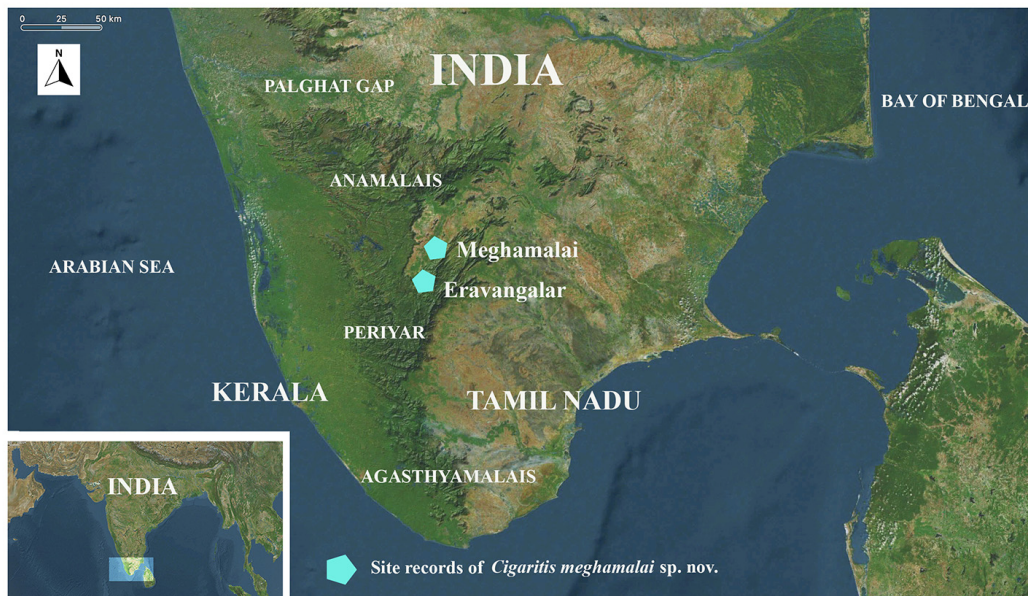 0 25 50 km
N
INDIA
PALGHAT GAP
BAY OF BENGAL
ANAMALAIS
Meghamalai
ARABIAN SEA
Eravangalar
PERIYAR
KERALA
TAMIL NADU
AGASTHYAMALAIS
INDIA
Site records of Cigaritis meghamalai sp. nov.